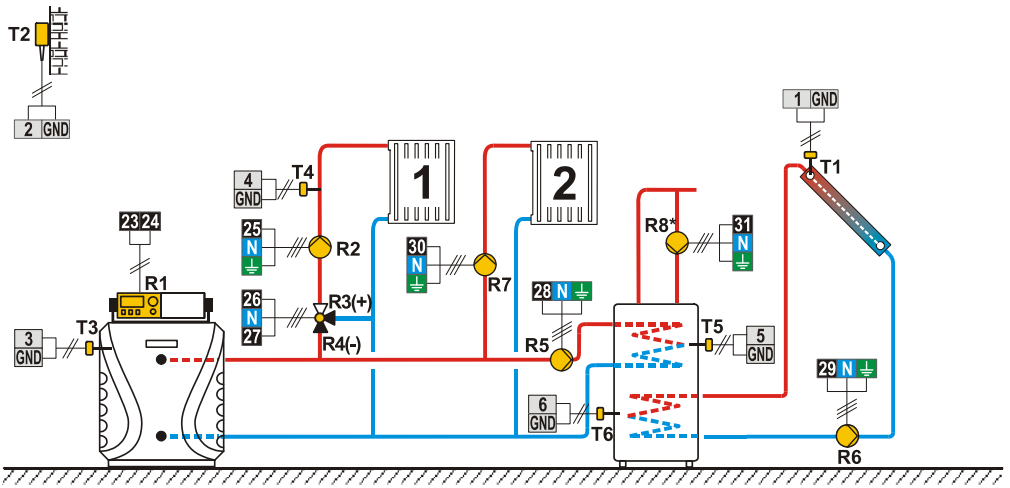 T2
2 GND
1 GND
T1
4
GND
T4
1
2
23 24
R1
25
N
R2
30
N
R7
R8*
31
N
26
N
27
R3(+)
R4(-)
28 N
R5
3
GND
T3
T5
5
GND
29 N
6
GND
T6
R6